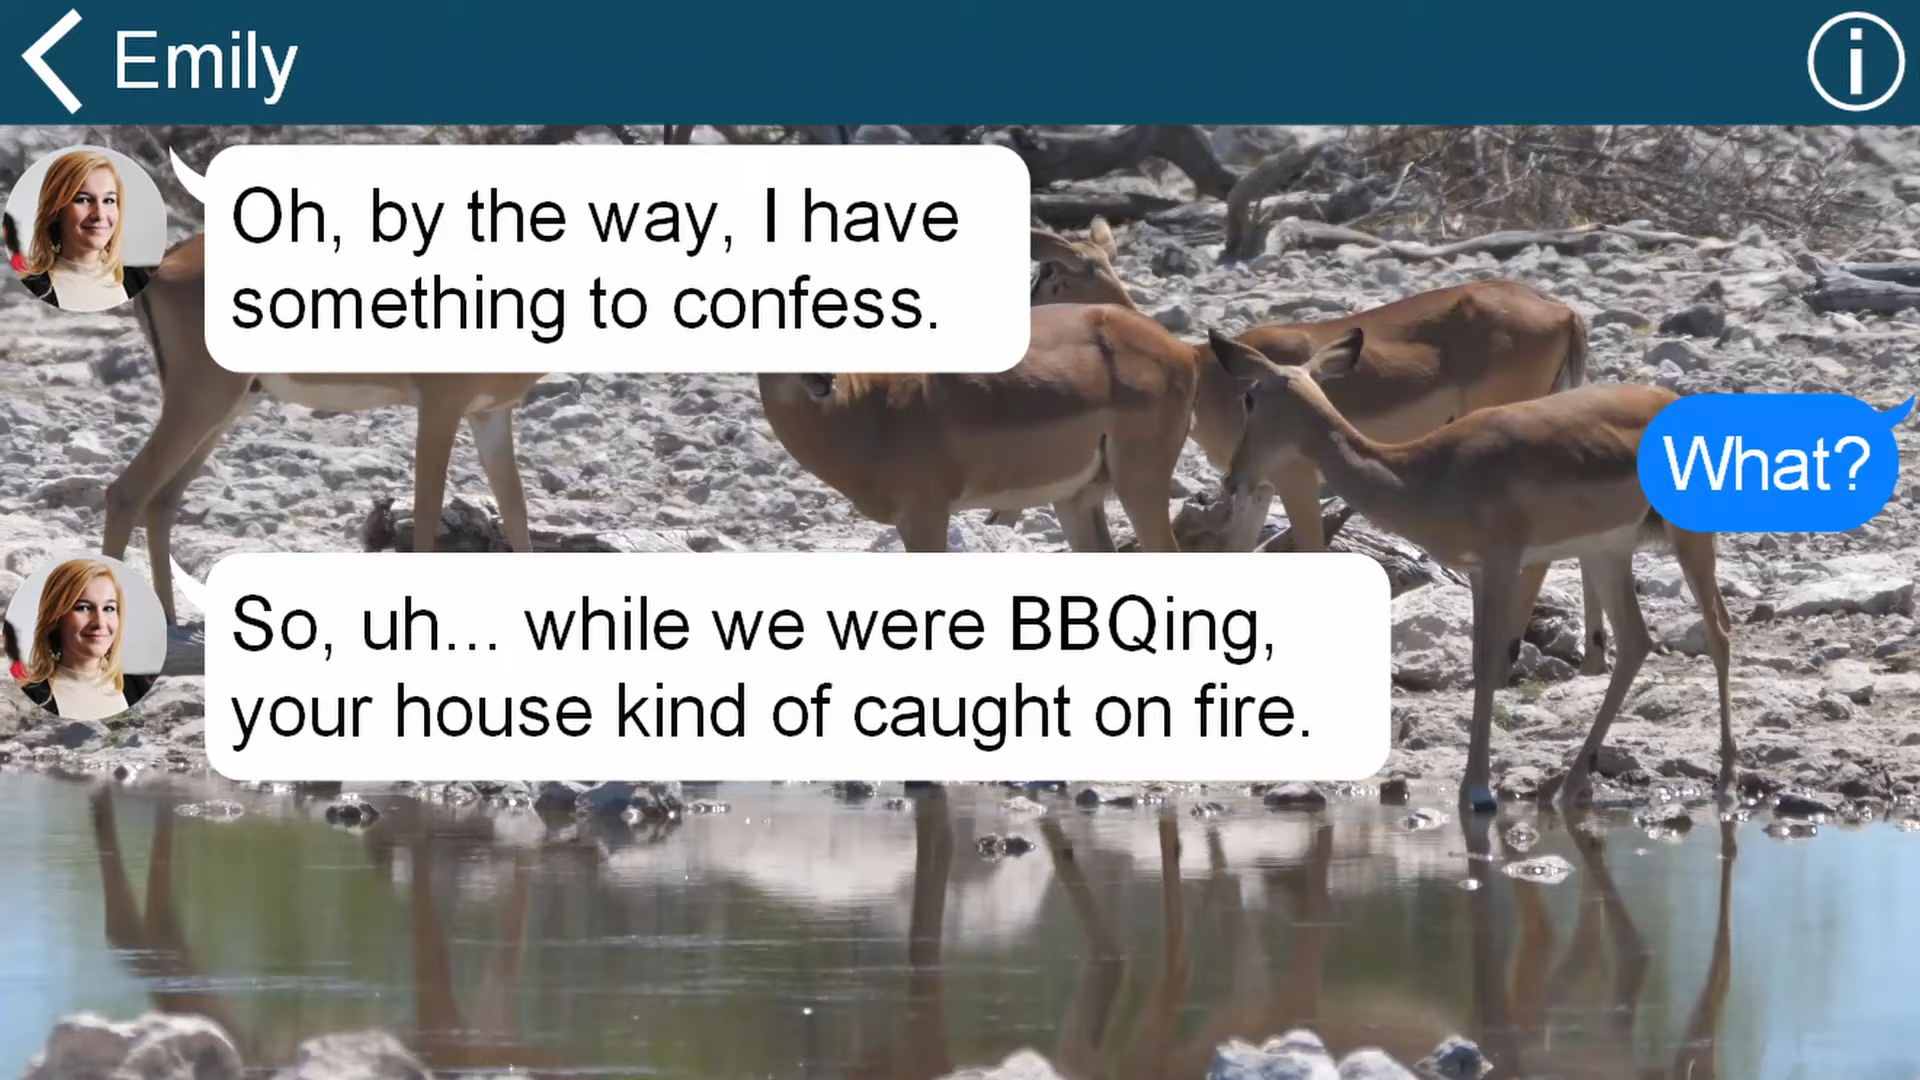 Emily
Oh, by the way, I have
something to confess.
What?
So, uh... while we were BBQing,
your house kind of caught on fire.